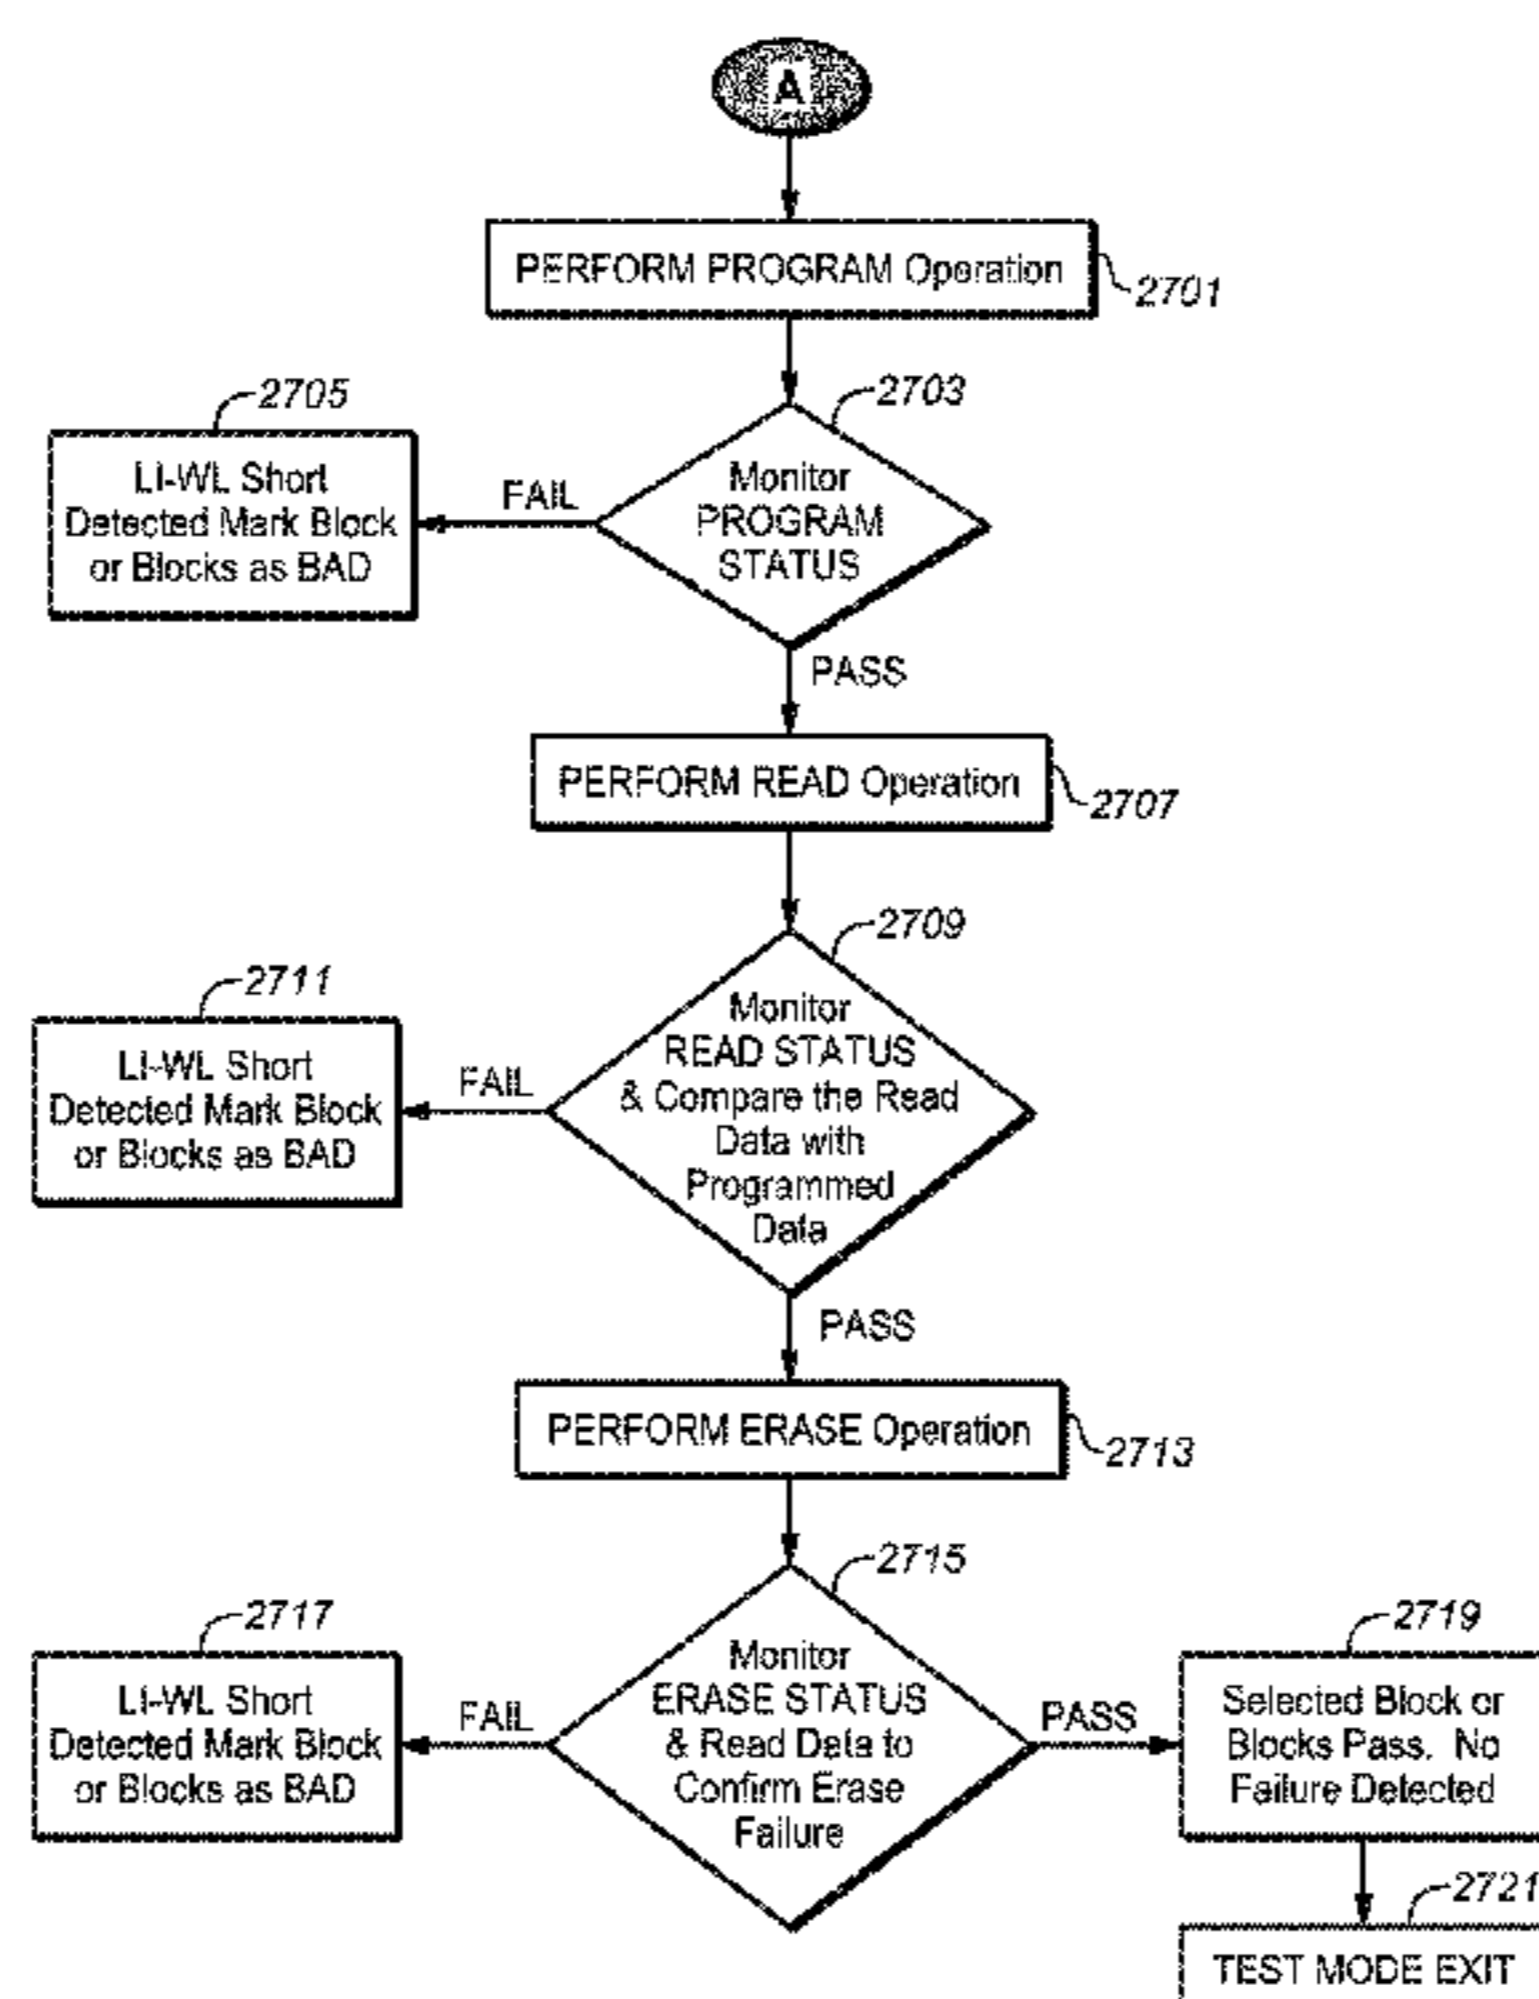 A
PERFORM PROGRAM Operation
2701
2703
2705
Monitor
PROGRAM
STATUS
FAIL
LI-WL Short
Detected Mark Block
or Blocks as BAD
PASS
PERFORM READ Operation
2707
2709
2711
Monitor
READ STATUS
& Compare the Read
Data with
Programmed
Data
FAIL
LI-WL Short
Detected Mark Block
or Blocks as BAD
PASS
PERFORM ERASE Operation
2713
2715
2717
Monitor
ERASE STATUS
& Read Data to
Confirm Erase
Failure
FAIL
LI-WL Short
Detected Mark Block
or Blocks as BAD
PASS
2719
Selected Block or
Blocks Pass. No
Failure Detected
2721
TEST MODE EXIT